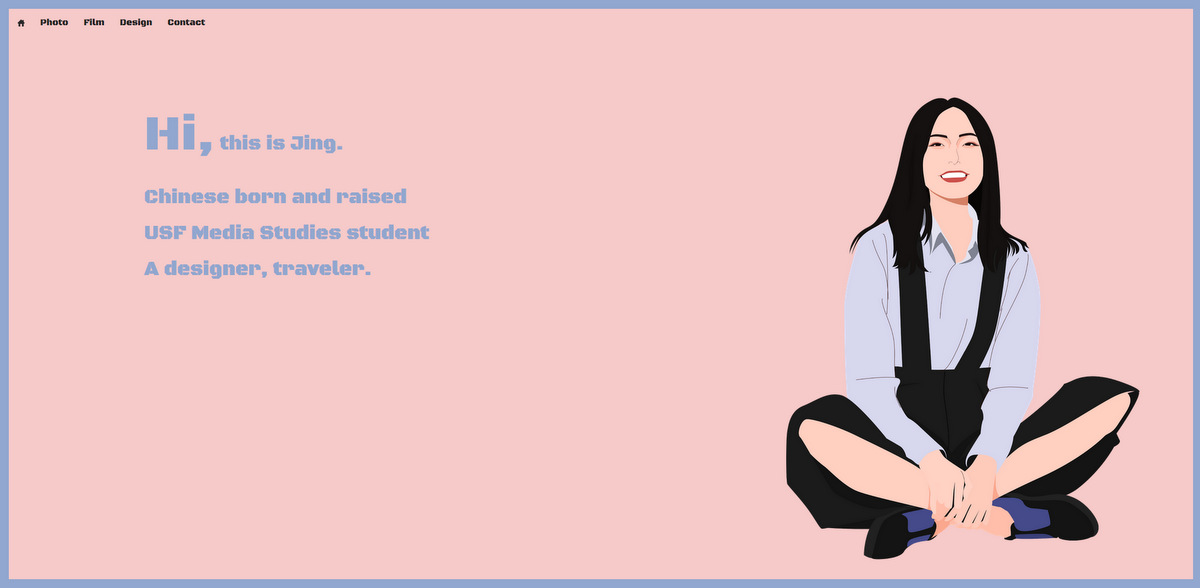 Photo Film Design Contact
Hi, this is Jing.
Chinese born and raised
USF Media Studies student
A designer, traveler.